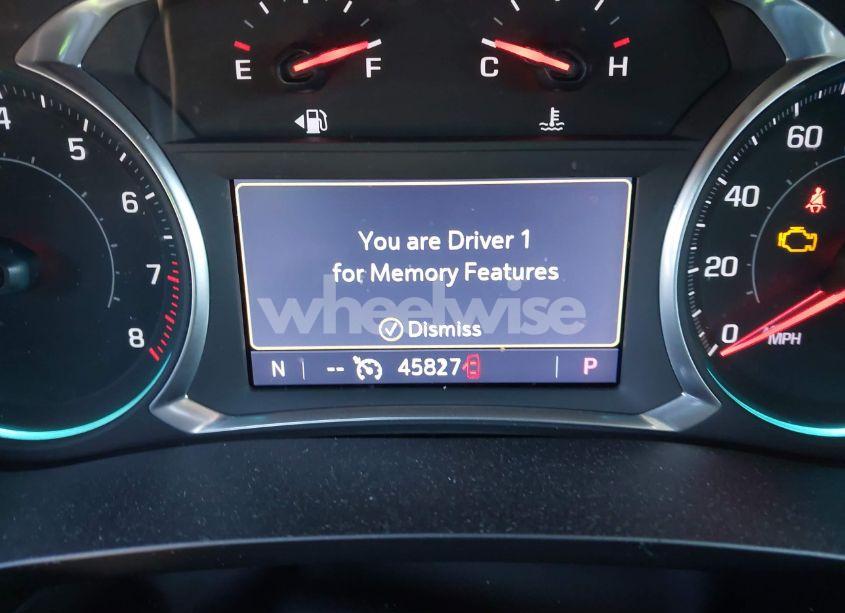 E F C H
4 5 6 7 8
You are Driver 1
for Memory Features
Dismiss
N -- 45827 P
60
40
20
0
MPH
wheelwise